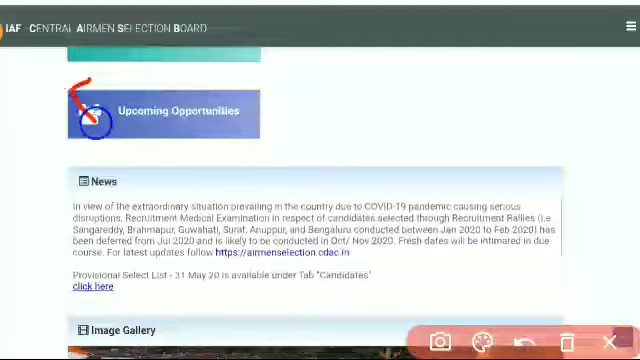 IAF - CENTRAL AIRMEN SELECTION BOARD
Upcoming Opportunities
News
In view of the extraordinary situation prevailing in the country due to COVID-19 pandemic causing serious
disruptions, Recruitment Medical Examination in respect of candidates selected through Recruitment Rallies (i.e
Sangareddy, Brahmapur, Guwahati, Surat, Anuppur, and Bengaluru conducted between Jan 2020 to Feb 2020) has
been deferred from Jul 2020 and is likely to be conducted in Oct/ Nov 2020. Fresh dates will be intimated in due
course. For latest updates follow https://airmenselection.cdac.in
Provisional Select List - 31 May 20 is available under Tab "Candidates"
click here
Image Gallery